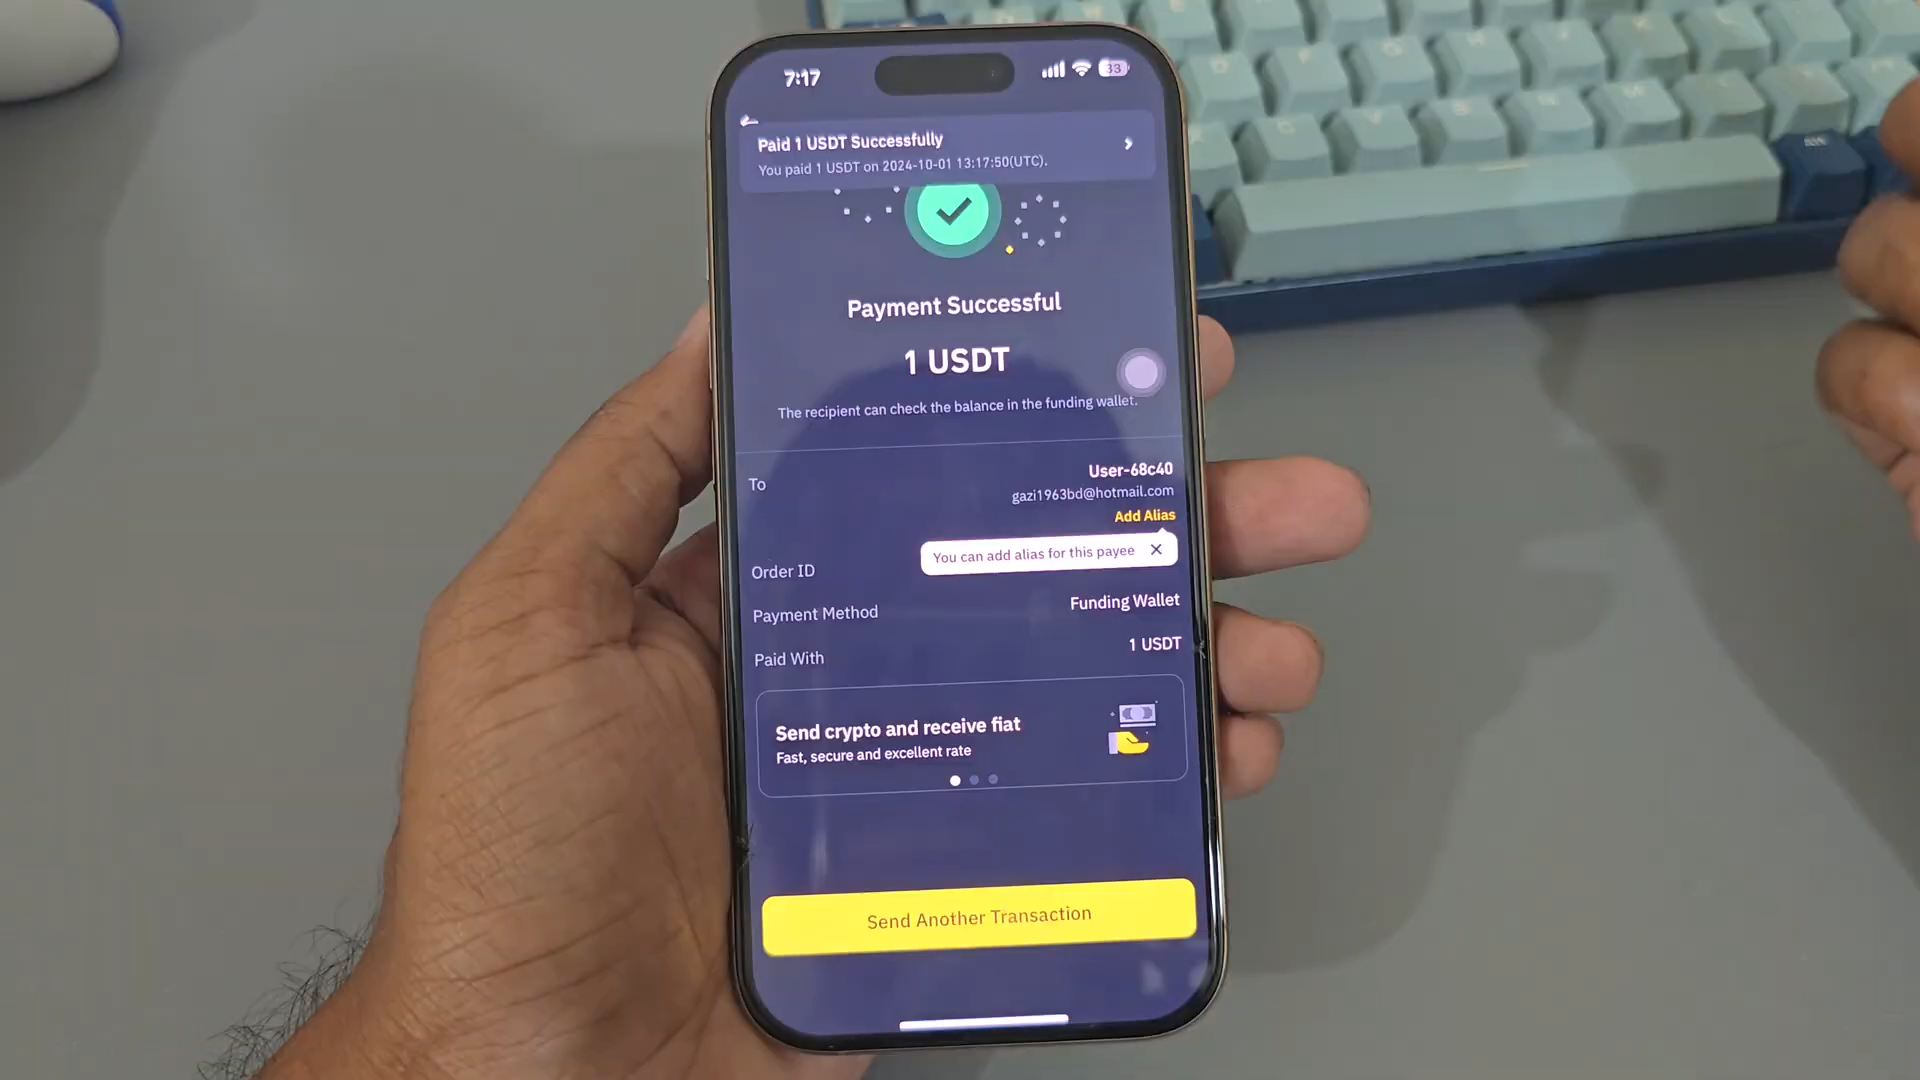 7:17
33
Paid 1 USDT Successfully
You paid 1 USDT on 2024-10-01 13:17:50(UTC).
Payment Successful
1 USDT
The recipient can check the balance in the funding wallet.
To
User-68c40
gazi1963bd@hotmail.com
Add Alias
You can add alias for this payee
Order ID
Payment Method
Funding Wallet
Paid With
1 USDT
Send crypto and receive fiat
Fast, secure and excellent rate
Send Another Transaction